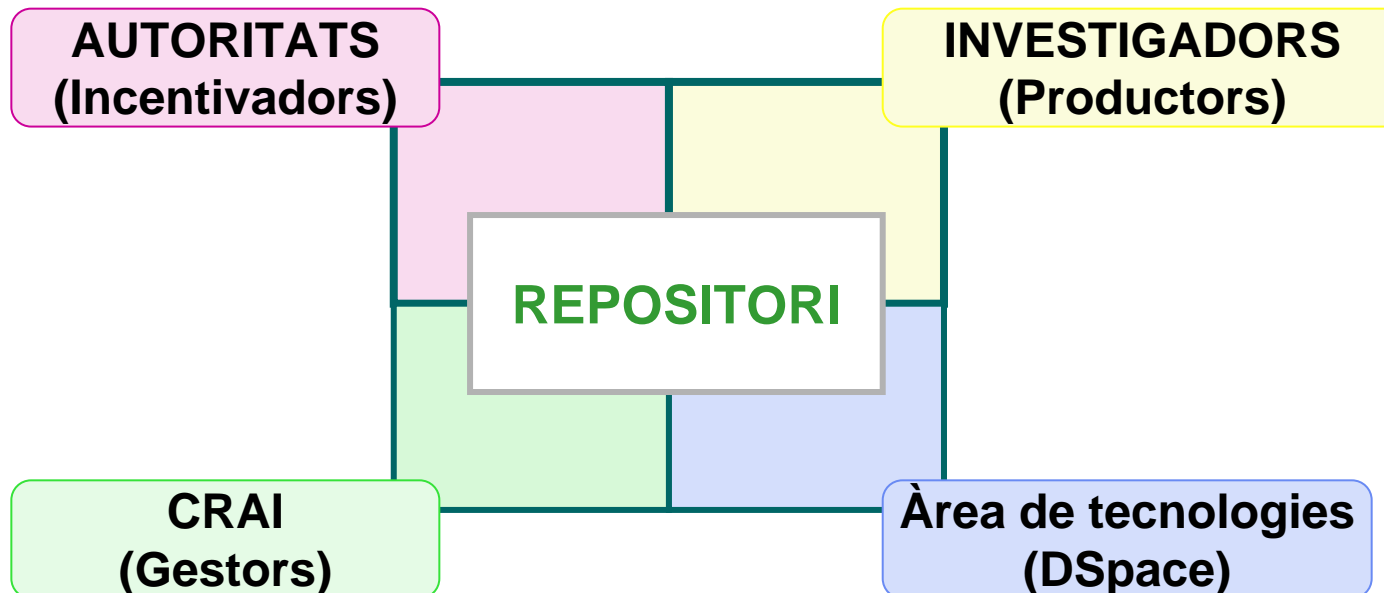 AUTORITATS
(Incentivadors)
INVESTIGADORS
(Productors)
REPOSITORI
CRAI
(Gestors)
Àrea de tecnologies
(DSpace)